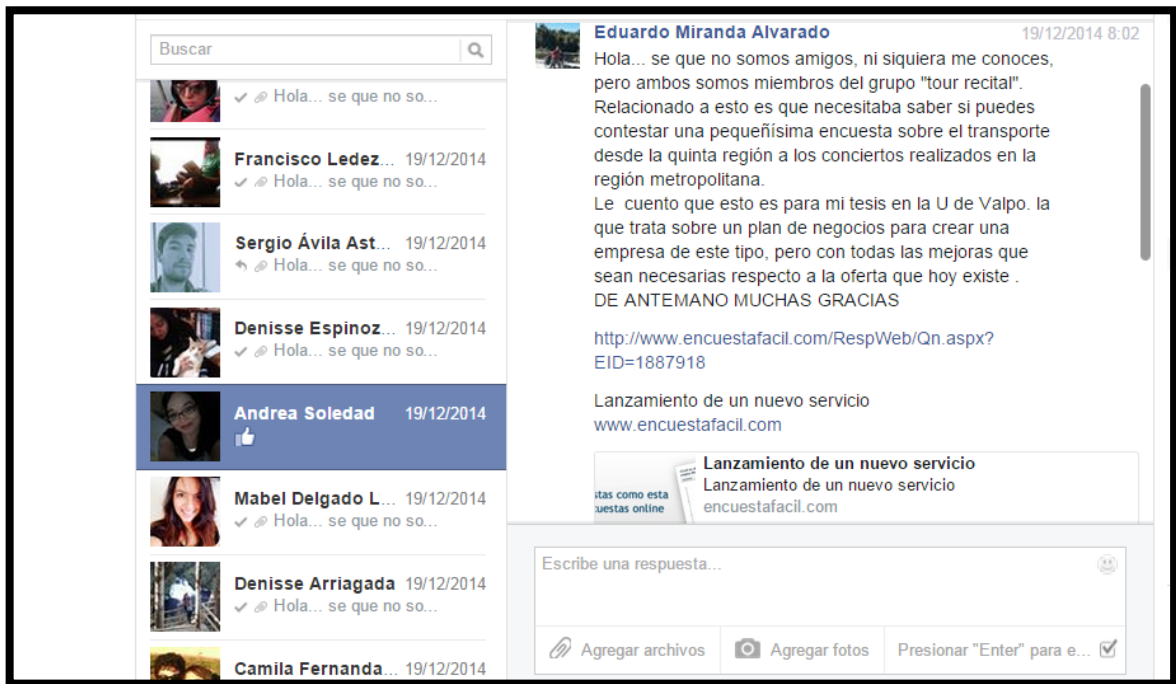 Buscar
Hola... se que no so...
Francisco Ledez... 19/12/2014
Hola... se que no so...
Sergio Ávila Ast... 19/12/2014
Hola... se que no so...
Denisse Espinoz... 19/12/2014
Hola... se que no so...
Andrea Soledad 19/12/2014
Mabel Delgado L... 19/12/2014
Hola... se que no so...
Denisse Arriagada 19/12/2014
Hola... se que no so...
Camila Fernanda... 19/12/2014
Eduardo Miranda Alvarado 19/12/2014 8:02
Hola... se que no somos amigos, ni siquiera me conoces,
pero ambos somos miembros del grupo "tour recital".
Relacionado a esto es que necesitaba saber si puedes
contestar una pequeñísima encuesta sobre el transporte
desde la quinta región a los conciertos realizados en la
región metropolitana.
Le cuento que esto es para mi tesis en la U de Valpo. la
que trata sobre un plan de negocios para crear una
empresa de este tipo, pero con todas las mejoras que
sean necesarias respecto a la oferta que hoy existe .
DE ANTEMANO MUCHAS GRACIAS
http://www.encuestafacil.com/RespWeb/Qn.aspx?
EID=1887918
Lanzamiento de un nuevo servicio
www.encuestafacil.com
Lanzamiento de un nuevo servicio
Lanzamiento de un nuevo servicio
encuestafacil.com
stas como esta
cuestas online
Escribe una respuesta...
Agregar archivos
Agregar fotos
Presionar "Enter" para e...